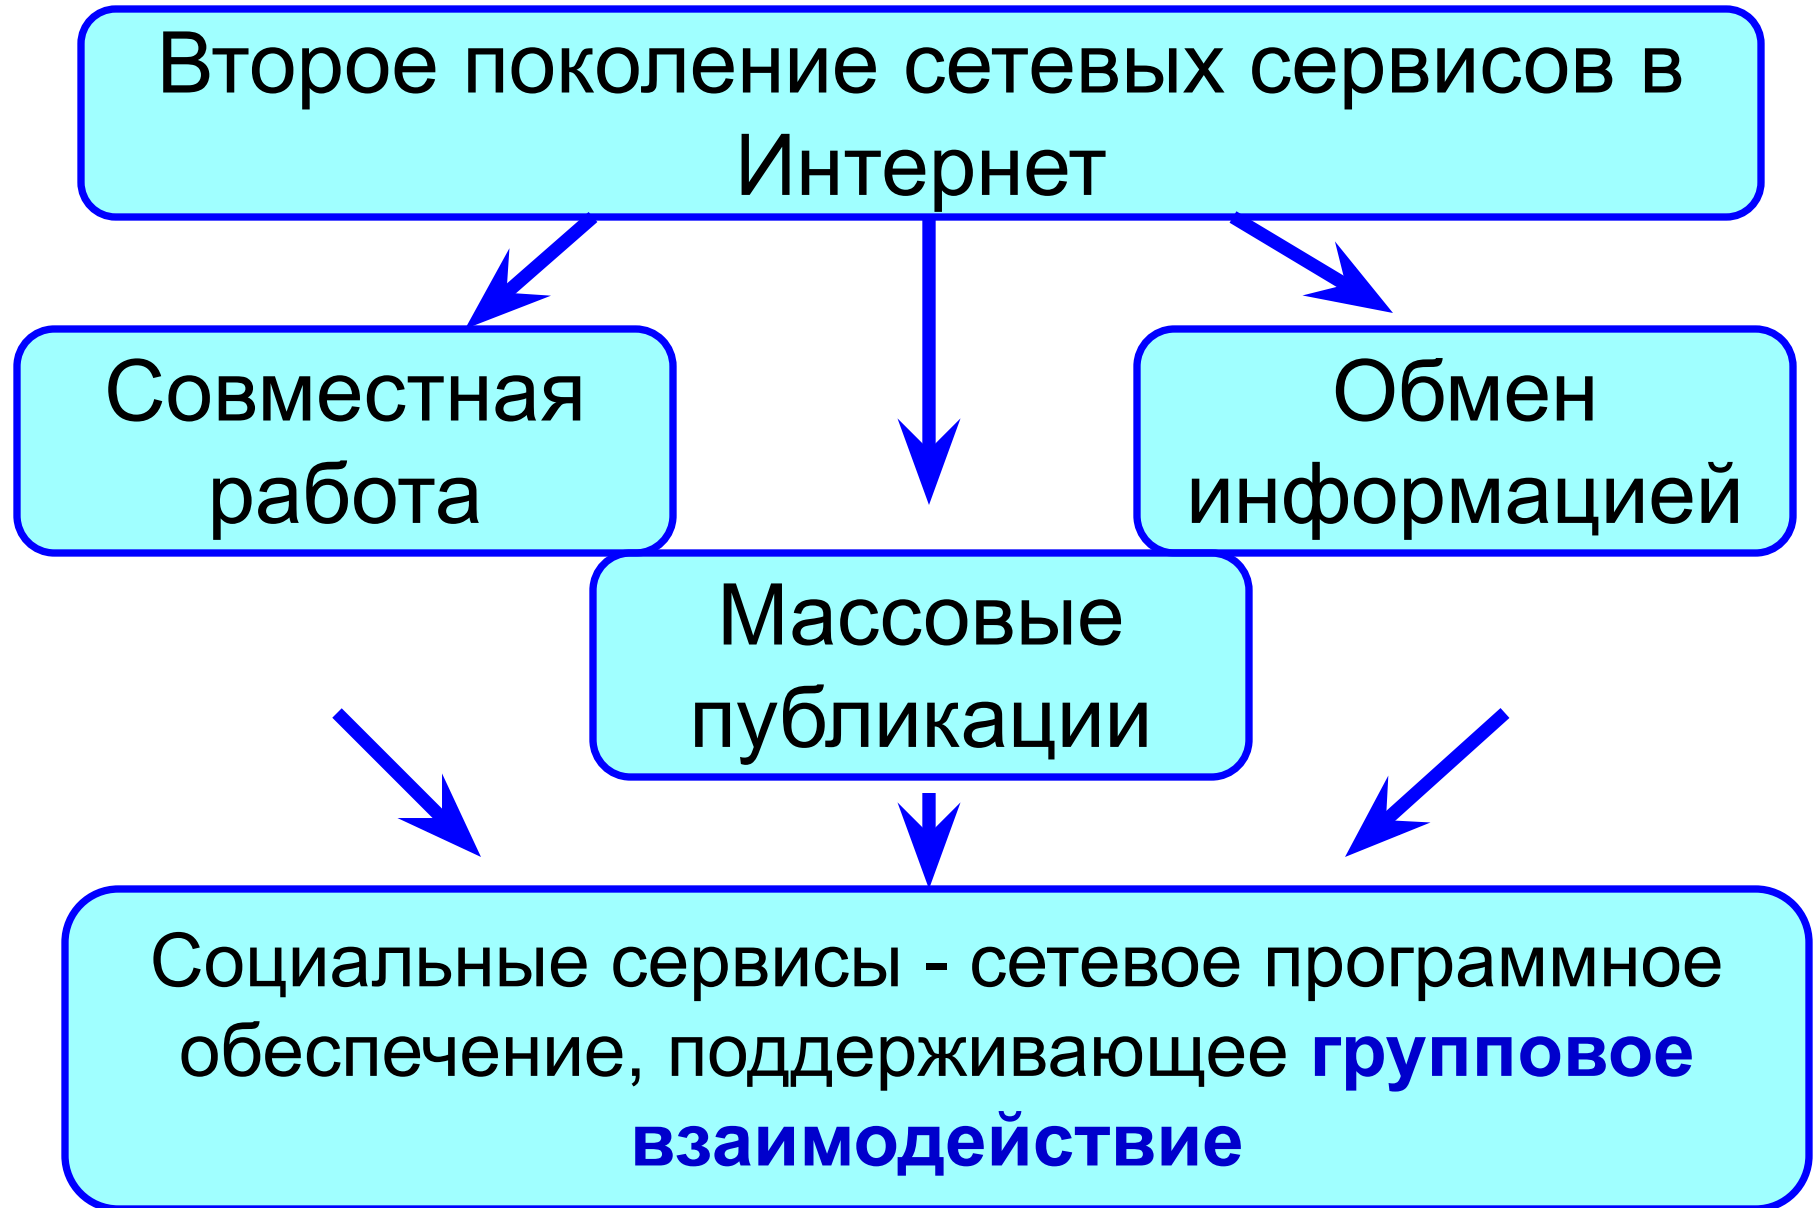 Второе поколение сетевых сервисов в
Интернет
Совместная
работа
Обмен
информацией
Массовые
публикации
Социальные сервисы - сетевое программное
обеспечение, поддерживающее групповое
взаимодействие